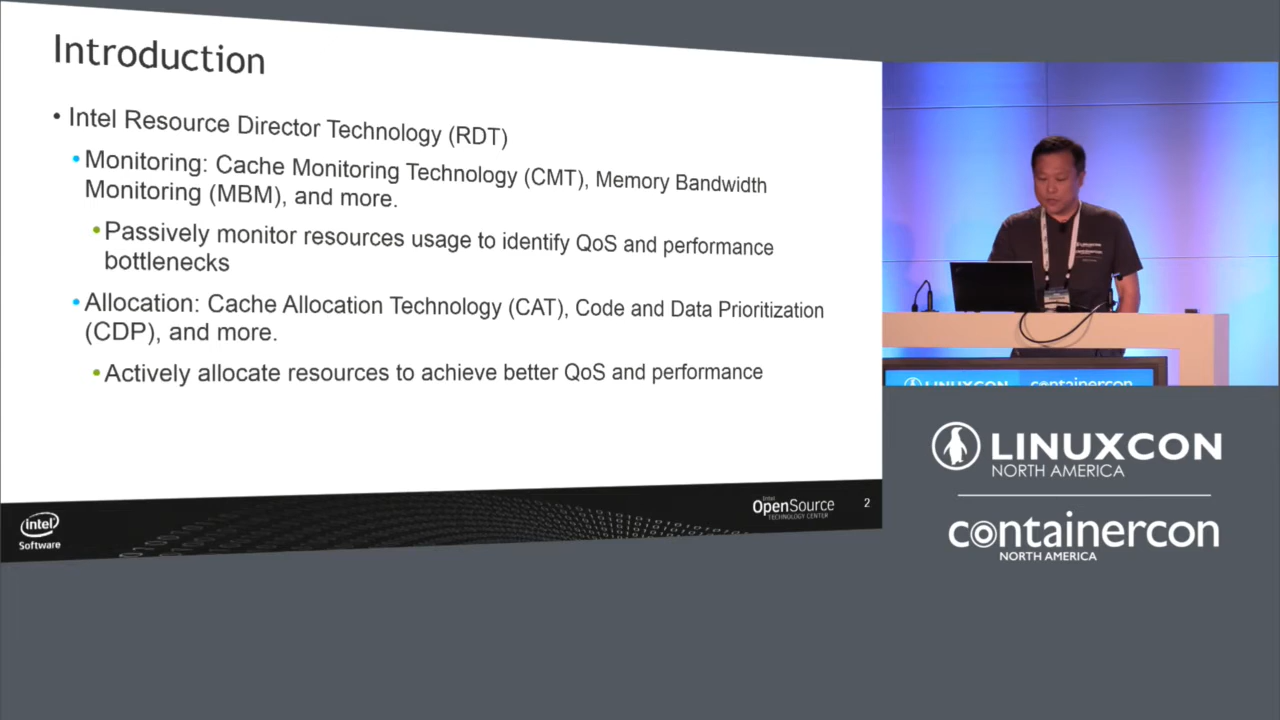 Introduction
• Intel Resource Director Technology (RDT)
• Monitoring: Cache Monitoring Technology (CMT), Memory Bandwidth
Monitoring (MBM), and more.
• Passively monitor resources usage to identify QoS and performance
bottlenecks
• Allocation: Cache Allocation Technology (CAT), Code and Data Prioritization
(CDP), and more.
• Actively allocate resources to achieve better QoS and performance
intel
Software
Intel
OpenSource
TECHNOLOGY CENTER
2
LINUXCON
containercon
LINUXCON
NORTH AMERICA
containercon
NORTH AMERICA